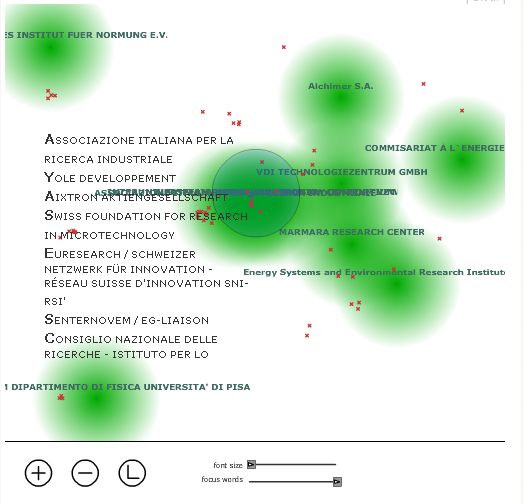 ES INSTITUT FUER NORMUNG E.V.
Alchimer S.A.
ASSOCIAZIONE ITALIANA PER LA
COMMISARIAT A L´ENERGIE
RICERCA INDUSTRIALE
VDI TECHNOLOGIEZENTRUM GMBH
YOLE DEVELOPPEMENT
AIXTRON AKTIENGESELLSCHAFT
SWISS FOUNDATION FOR RESEARCH
IN MICROTECHNOLOGY
MARMARA RESEARCH CENTER
EURESEARCH / SCHWEIZER
NETZWERK FÜR INNOVATION -
Energy Systems and Environmental Research Institute
RÉSEAU SUISSE D'INNOVATION SNI-
RSI'
SENTERNOVEM / EG-LIAISON
CONSIGLIO NAZIONALE DELLE
RICERCHE - ISTITUTO PER LO
DIPARTIMENTO DI FISICA UNIVERSITA' DI PISA
L
font size
focus words